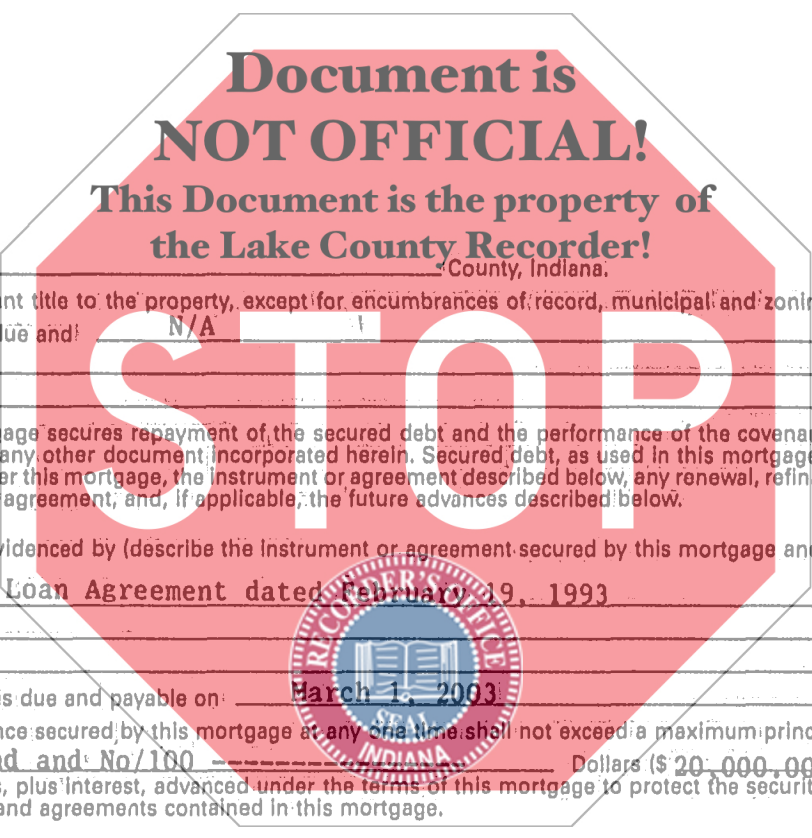 Document is
NOT OFFICIAL!
This Document is the property of
the Lake County Recorder!
County, Indiana.
nt title to the property, except for encumbrances of record, municipal and zonin
ue and N/A
STOP
age secures repayment of the secured debt and the performance of the covena
any other document incorporated herein. Secured debt, as used in this mortgage
er this mortgage, the instrument or agreement described below, any renewal, refin
agreement, and, if applicable, the future advances described below.
videnced by (describe the instrument or agreement secured by this mortgage an
Loan Agreement dated February 19, 1993
RECORDER'S OFFICE
s due and payable on March 1, 2003
SEAL
INDIANA
nce secured by this mortgage at any one time shall not exceed a maximum princ
d and No/100 -------------------- Dollars ($ 20,000.00
, plus interest, advanced under the terms of this mortgage to protect the securit
and agreements contained in this mortgage.